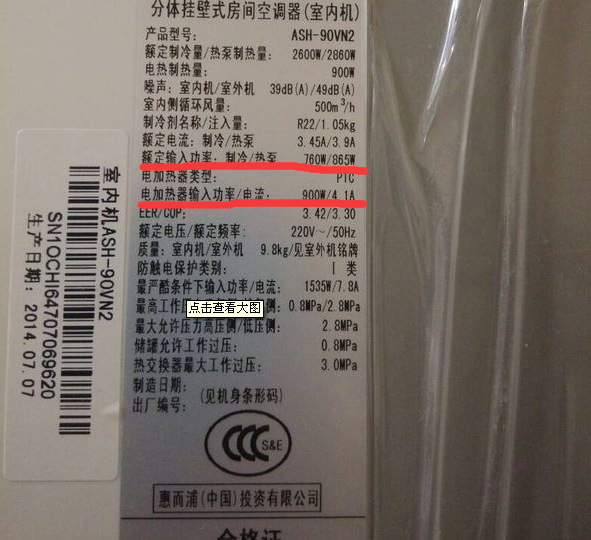 分体挂壁式房间空调器(室内机)
产品型号: ASH-90VN2
额定制冷量/热泵制热量: 2600W/2860W
电热制热量: 900W
噪声: 室内机/室外机 39dB(A)/49dB(A)
室内侧循环风量: 500m³/h
制冷剂名称/注入量: R22/1.05kg
额定电流: 制冷/热泵 3.45A/3.9A
额定输入功率: 制冷/热泵 760W/865W
电加热器类型: PTC
电加热器输入功率/电流: 900W/4.1A
EER/COP: 3.42/3.30
额定电压/额定频率: 220V~/50Hz
质量: 室内机/室外机 9.8kg/见室外机铭牌
防触电保护类别: I 类
最严酷条件下输入功率/电流: 1535W/7.8A
最高工作 0.8MPa/2.8MPa
点击查看大图
最大允许压力高压侧/低压侧: 2.8MPa
储罐允许工作过压: 0.8MPa
热交换器最大工作过压: 3.0MPa
制造日期:
出厂编号: (见机身条形码)
CCC S&E
惠而浦(中国)投资有限公司
合格证
室内机ASH-90VN2
SN1OCHI64707069620
生产日期: 2014.07.07